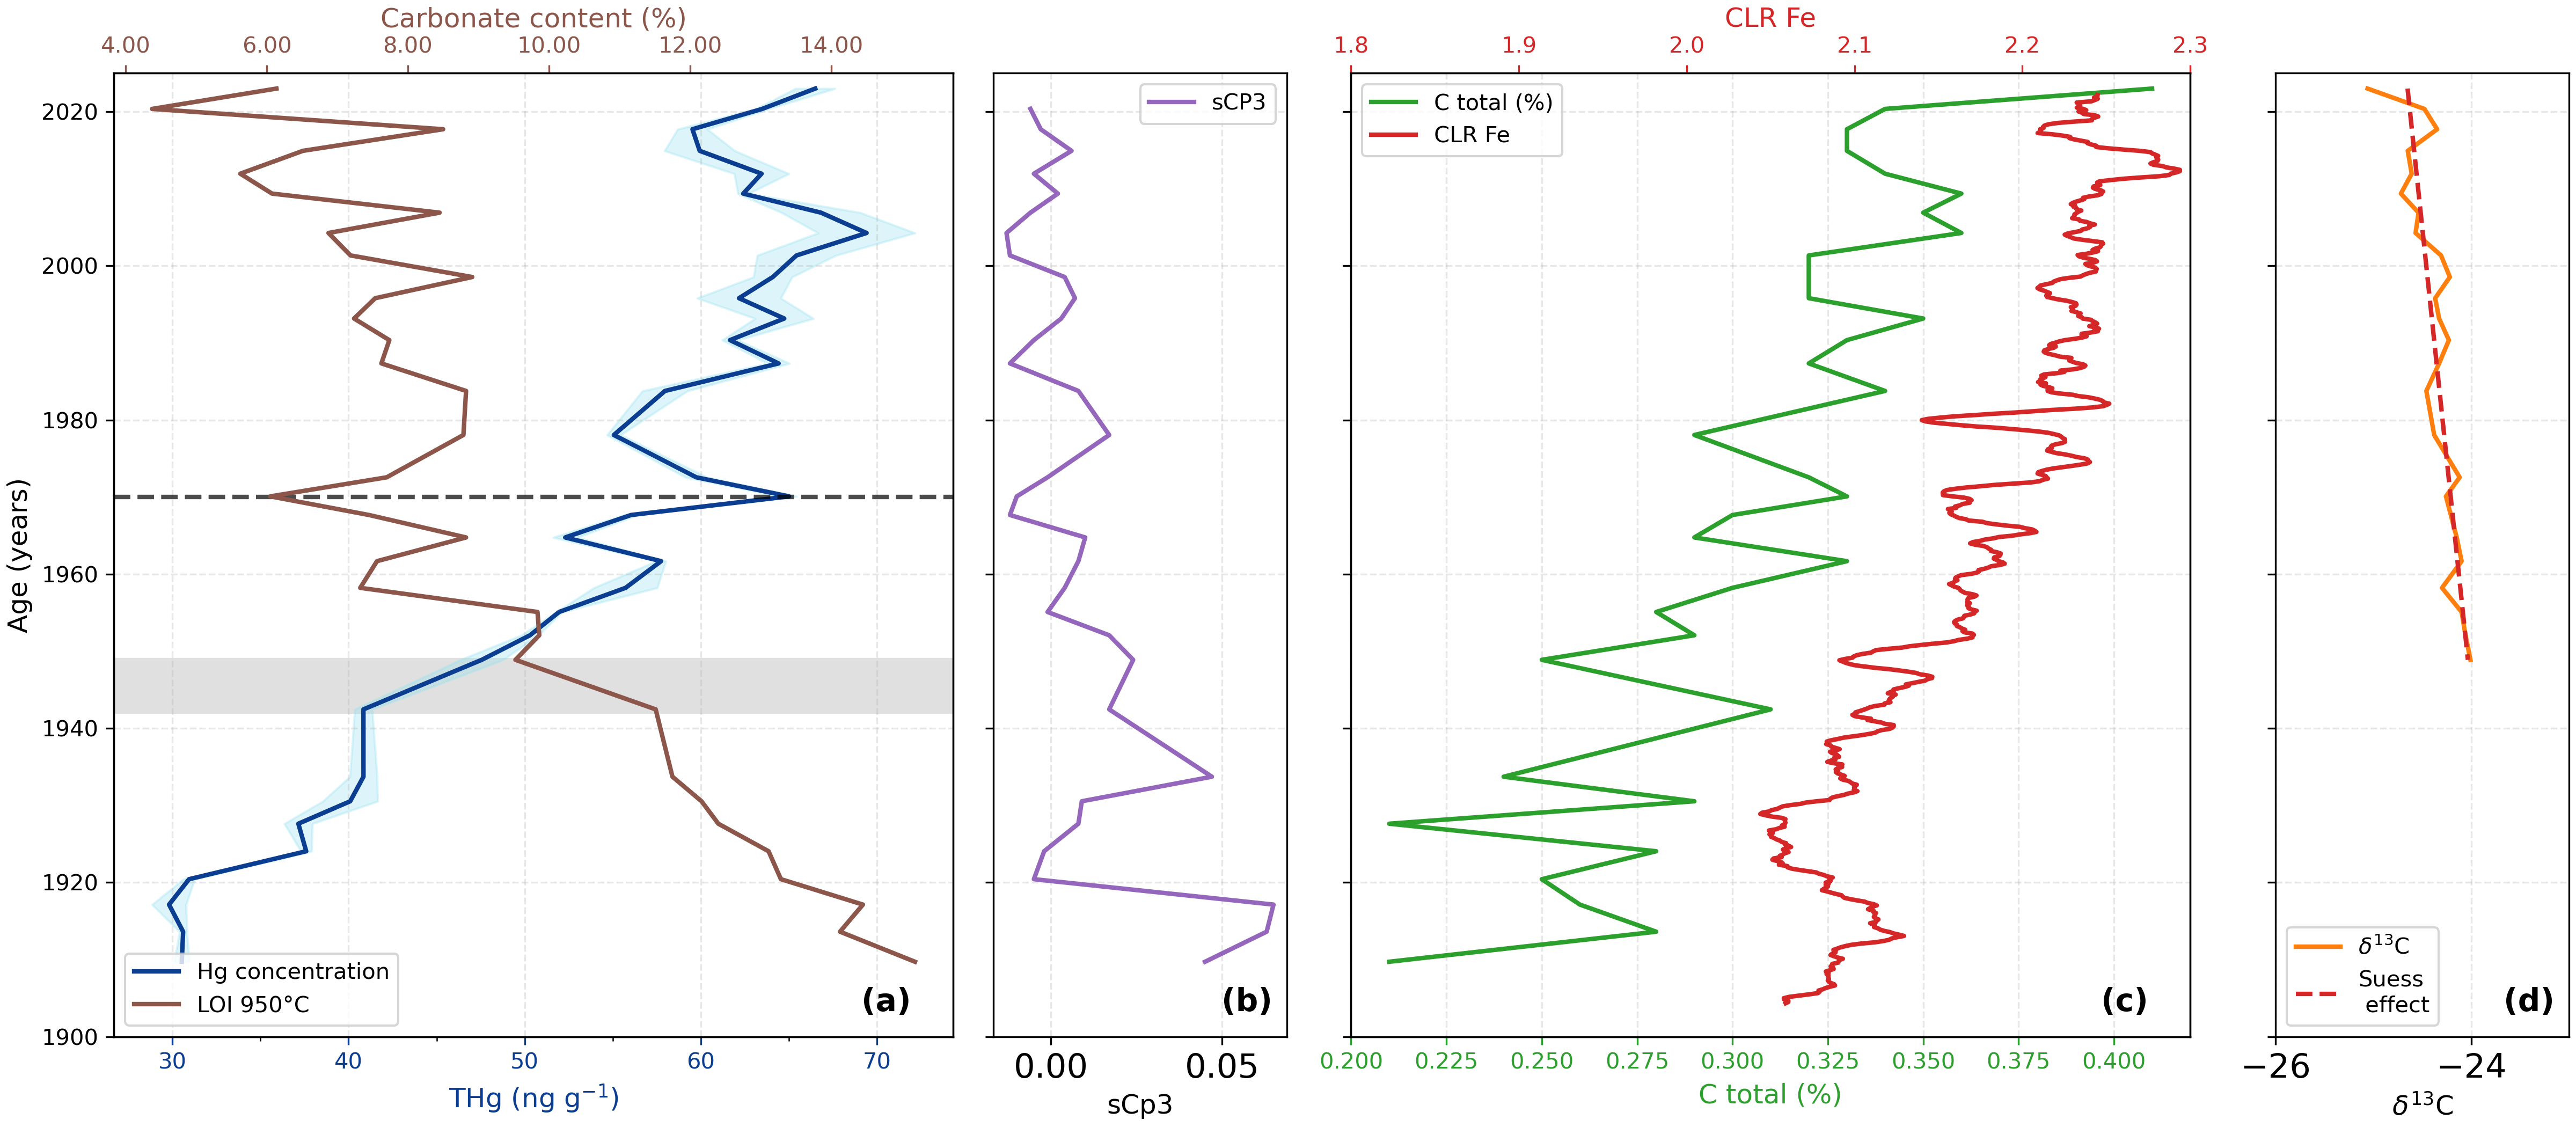 Carbonate content (%)
4.00 6.00 8.00 10.00 12.00 14.00
CLR Fe
1.8 1.9 2.0 2.1 2.2 2.3
Age (years)
2020
2000
1980
1960
1940
1920
1900
Hg concentration
LOI 950°C
(a)
30 40 50 60 70
THg (ng g⁻¹)
sCP3
(b)
0.00 0.05
sCp3
C total (%)
CLR Fe
(c)
0.200 0.225 0.250 0.275 0.300 0.325 0.350 0.375 0.400
C total (%)
δ¹³C
Suess
effect
(d)
−26 −24
δ¹³C